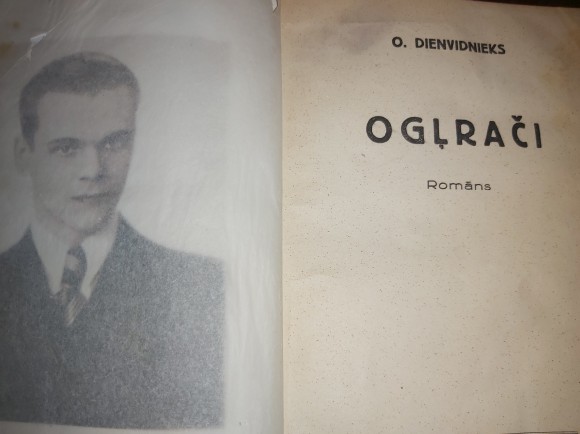 O. DIENVIDNIEKS
OGĻRAČI
Romāns